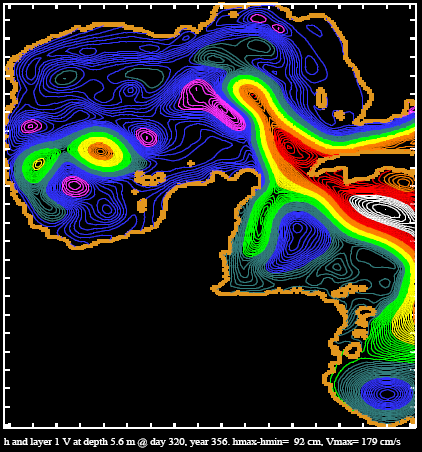 h and layer 1 V at depth 5.6 m @ day 320, year 356. hmax-hmin= 92 cm, Vmax= 179 cm/s